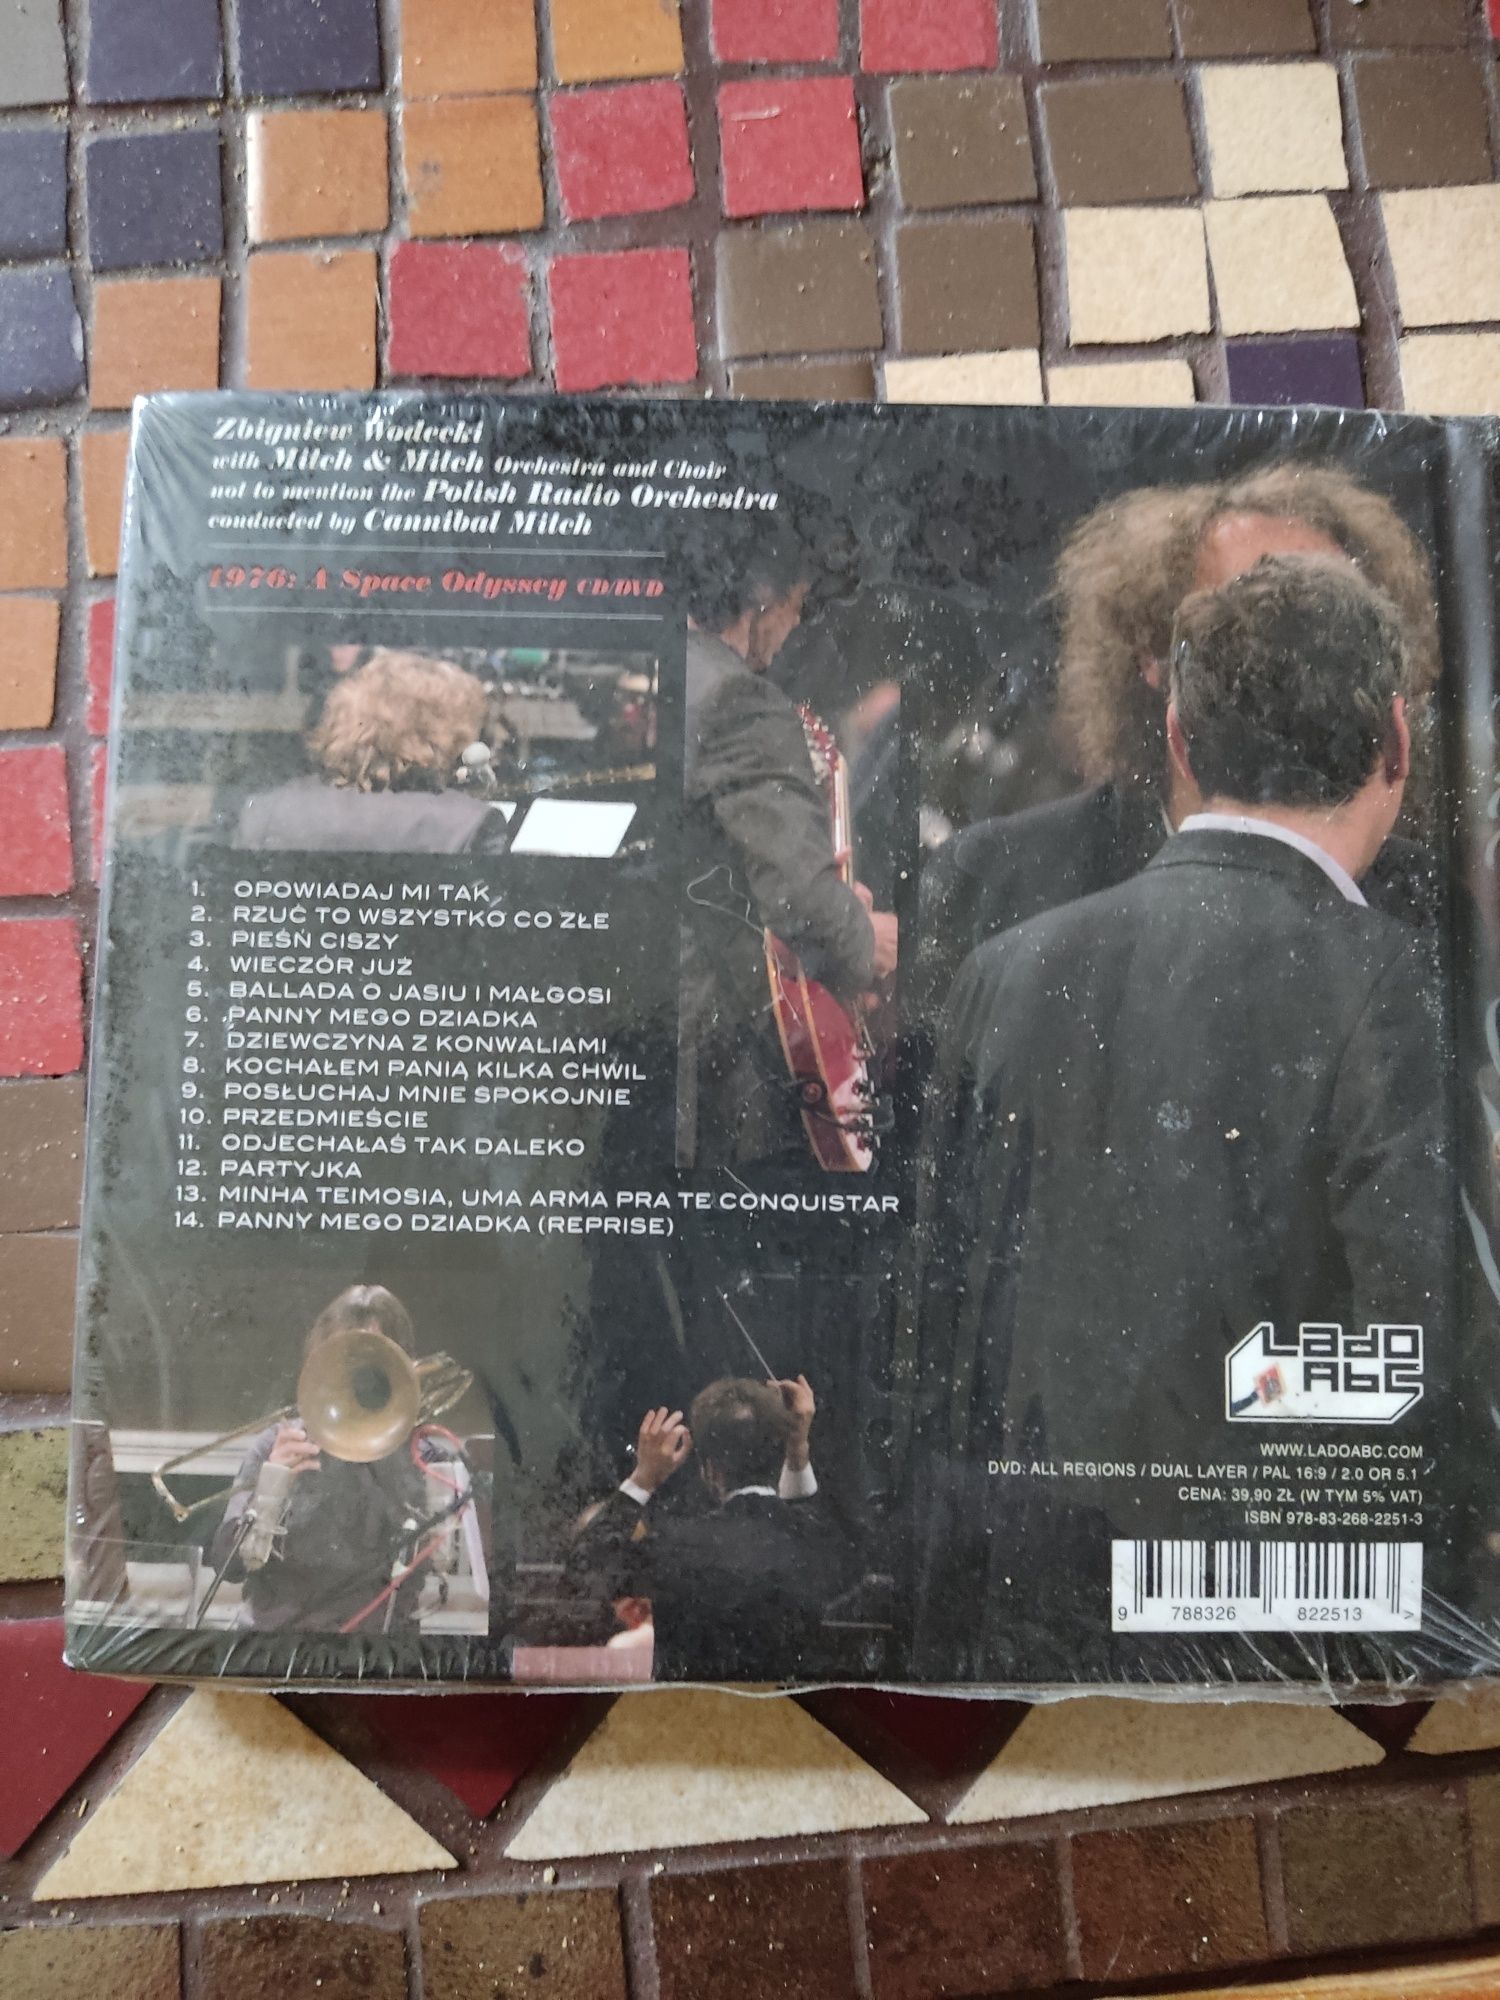 Zbigniew Wodecki
with Mitch & Mitch Orchestra and Choir
not to mention the Polish Radio Orchestra
conducted by Cannibal Mitch
1976: A Space Odyssey CD/DVD
1. OPOWIADAJ MI TAK
2. RZUĆ TO WSZYSTKO CO ZŁE
3. PIEŚŃ CISZY
4. WIECZÓR JUŻ
5. BALLADA O JASIU I MAŁGOSI
6. PANNY MEGO DZIADKA
7. DZIEWCZYNA Z KONWALIAMI
8. KOCHAŁEM PANIĄ KILKA CHWIL
9. POSŁUCHAJ MNIE SPOKOJNIE
10. PRZEDMIEŚCIE
11. ODJECHAŁAŚ TAK DALEKO
12. PARTYJKA
13. MINHA TEIMOSIA, UMA ARMA PRA TE CONQUISTAR
14. PANNY MEGO DZIADKA (REPRISE)
Lado
ABC
WWW.LADOABC.COM
DVD: ALL REGIONS / DUAL LAYER / PAL 16:9 / 2.0 OR 5.1
CENA: 39,90 ZŁ (W TYM 5% VAT)
ISBN 978-83-268-2251-3
9 788326 822513 >